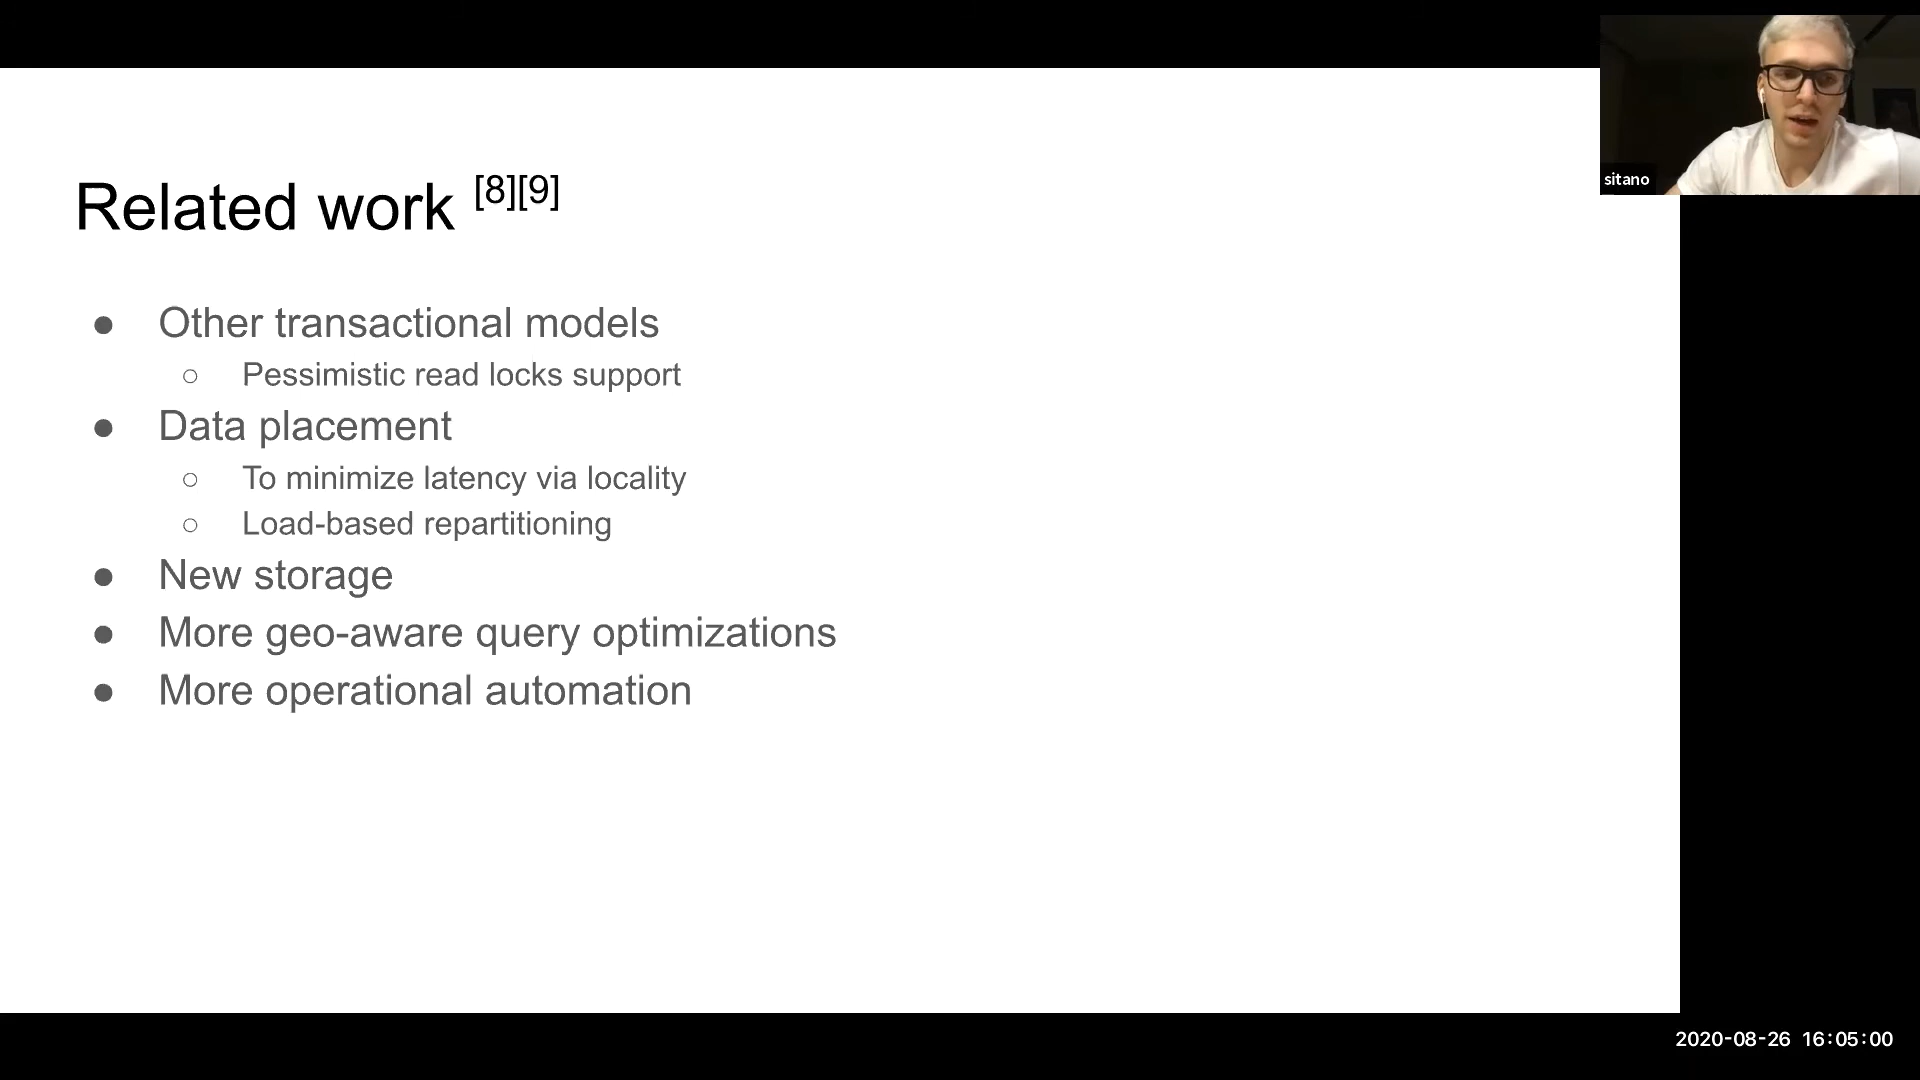 sitano
Related work [8][9]
● Other transactional models
○ Pessimistic read locks support
● Data placement
○ To minimize latency via locality
○ Load-based repartitioning
● New storage
● More geo-aware query optimizations
● More operational automation
2020-08-26 16:05:00